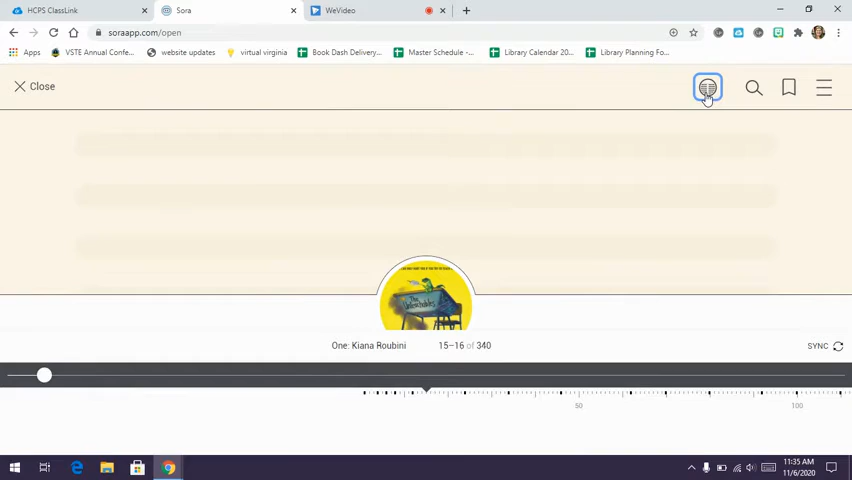 HCPS ClassLink
Sora
WeVideo
soraapp.com/open
Apps
VSTE Annual Confe...
website updates
virtual virginia
Book Dash Delivery...
Master Schedule -...
Library Calendar 20...
Library Planning Fo...
Close
The
Unteachables
One: Kiana Roubini
15–16 of 340
SYNC
50
100
11:35 AM
11/6/2020